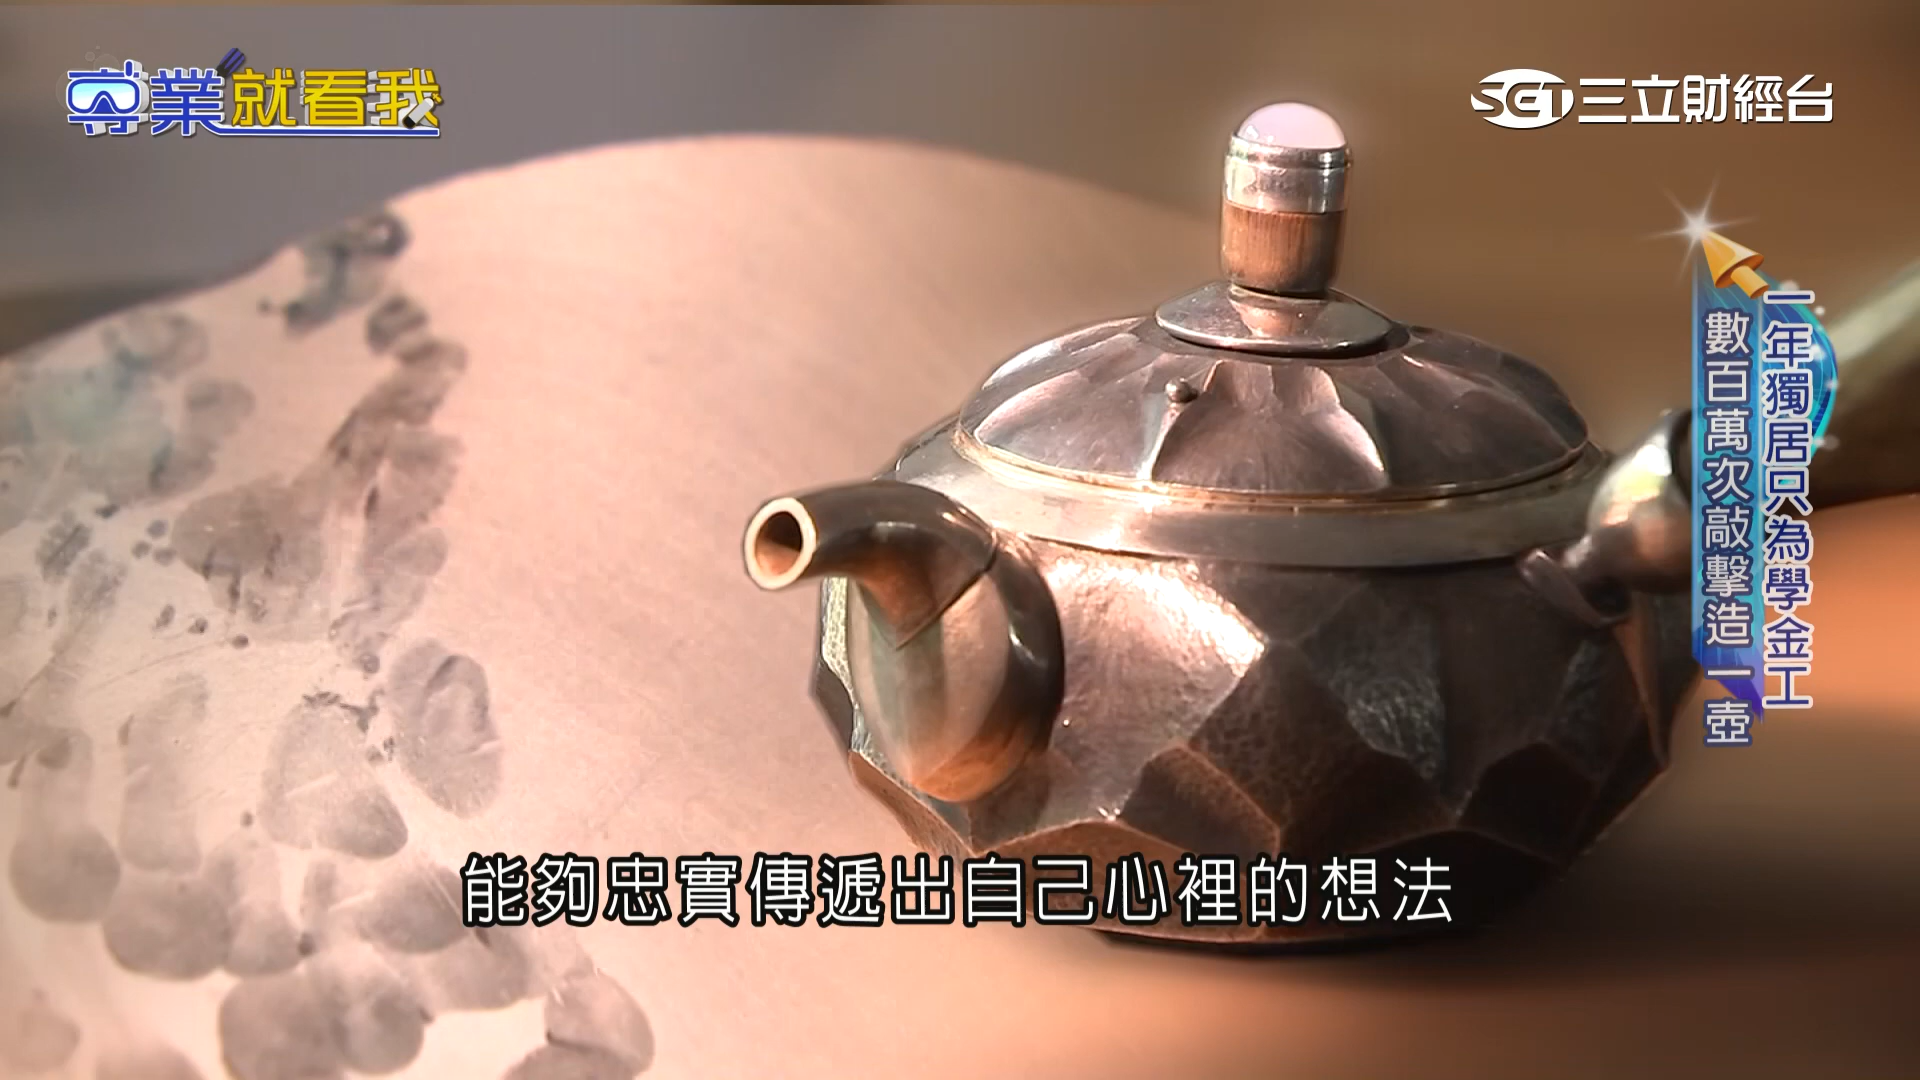 專業就看我
SET三立財經台
一年獨居只為學金工
數百萬次敲擊造一壺
能夠忠實傳遞出自己心裡的想法